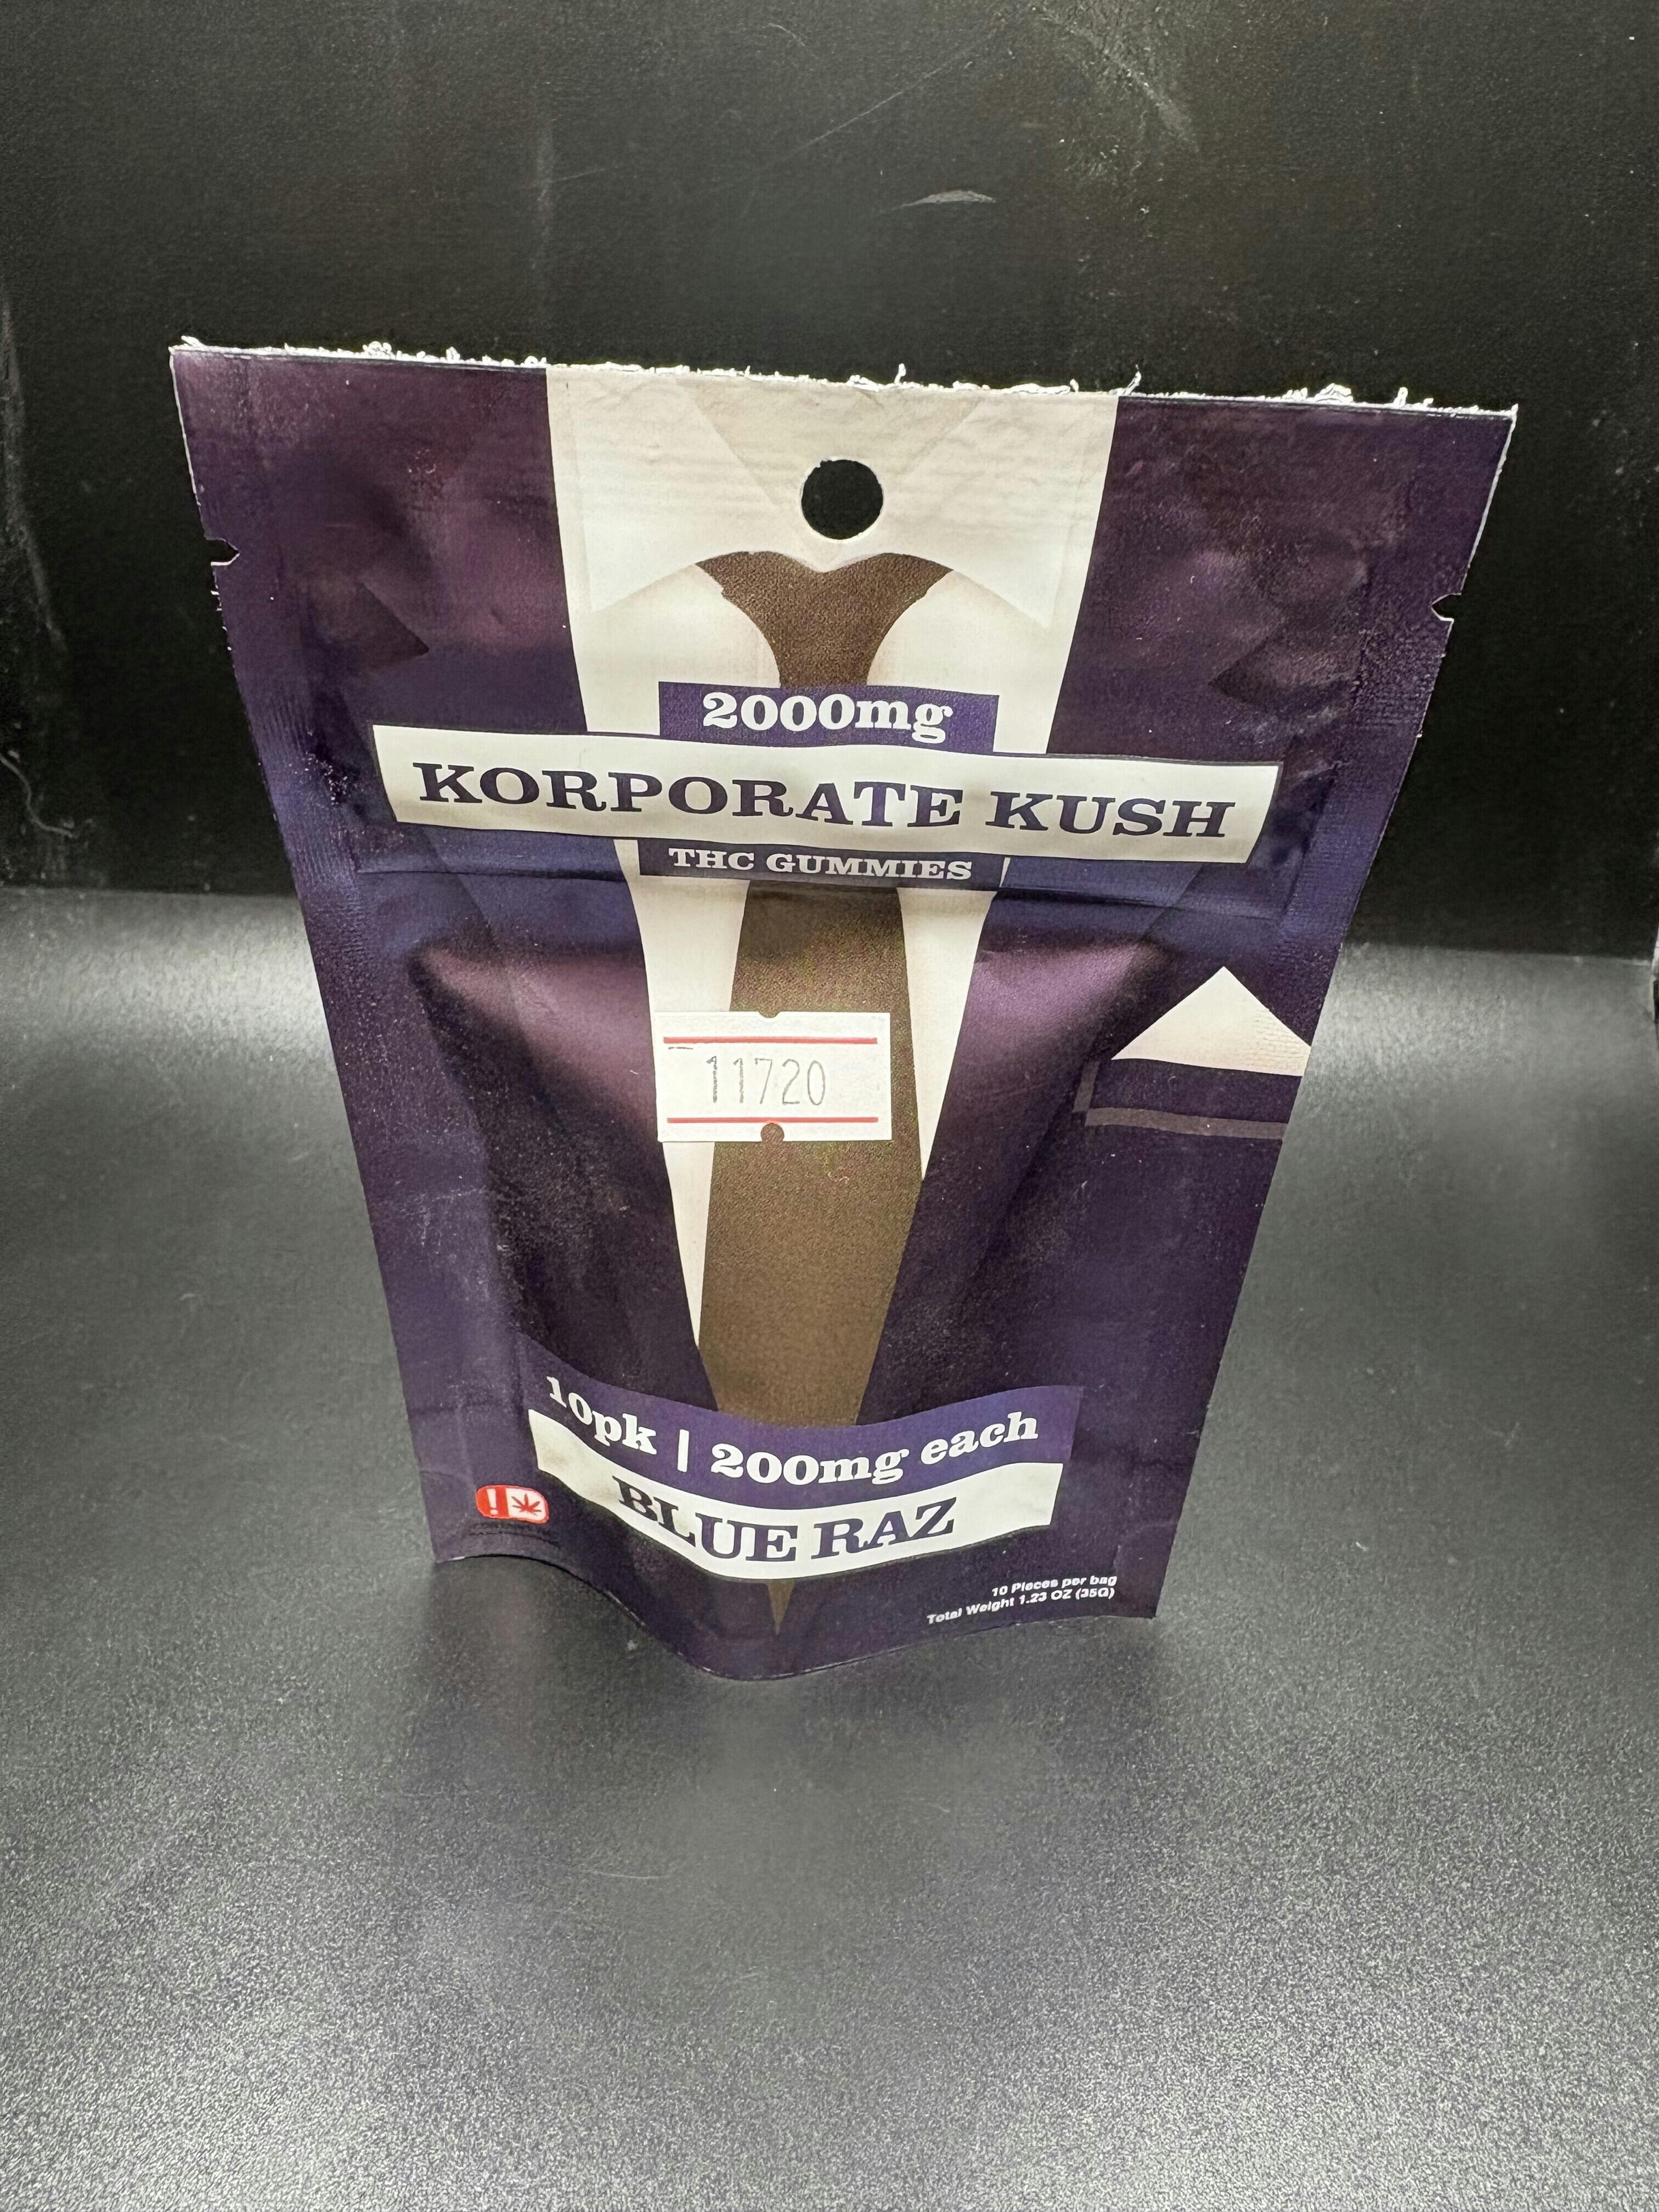 2000mg
KORPORATE KUSH
THC GUMMIES
11720
10pk | 200mg each
BLUE RAZ
!
10 Pieces per bag
Total Weight 1.23 OZ (35G)